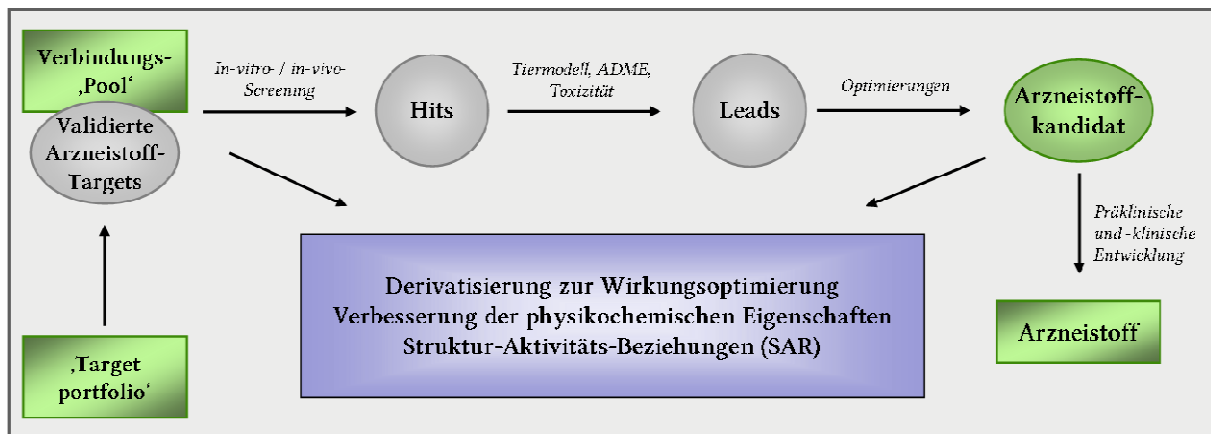 Verbindungs-
‚Pool‘
Validierte
Arzneistoff-
Targets
‚Target
portfolio‘
In-vitro- / in-vivo-
Screening
Hits
Tiermodell, ADME,
Toxizität
Leads
Optimierungen
Arzneistoff-
kandidat
Präklinische
und -klinische
Entwicklung
Arzneistoff
Derivatisierung zur Wirkungsoptimierung
Verbesserung der physikochemischen Eigenschaften
Struktur-Aktivitäts-Beziehungen (SAR)